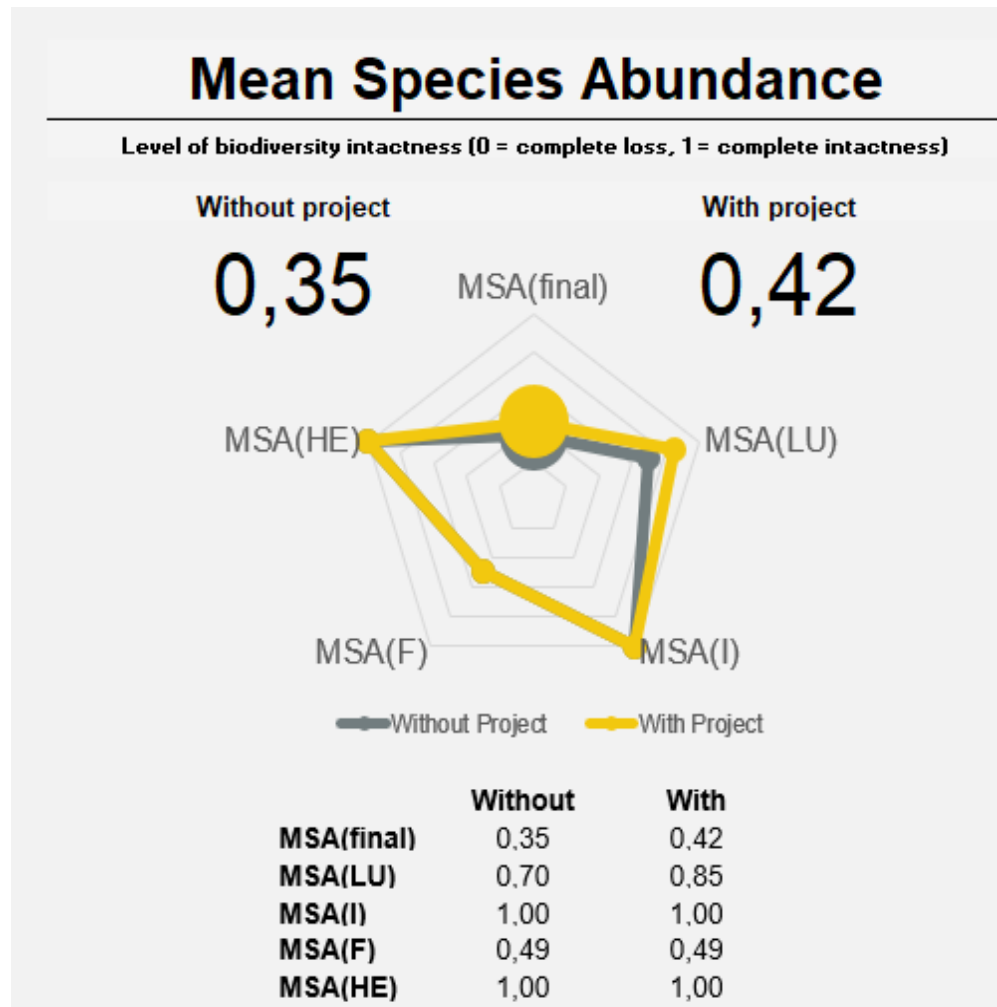 Mean Species Abundance
Level of biodiversity intactness (0 = complete loss, 1 = complete intactness)
Without project With project
0,35 0,42
MSA(final)
MSA(HE) MSA(LU)
MSA(F) MSA(I)
Without Project With Project
Without With
MSA(final) 0,35 0,42
MSA(LU) 0,70 0,85
MSA(I) 1,00 1,00
MSA(F) 0,49 0,49
MSA(HE) 1,00 1,00